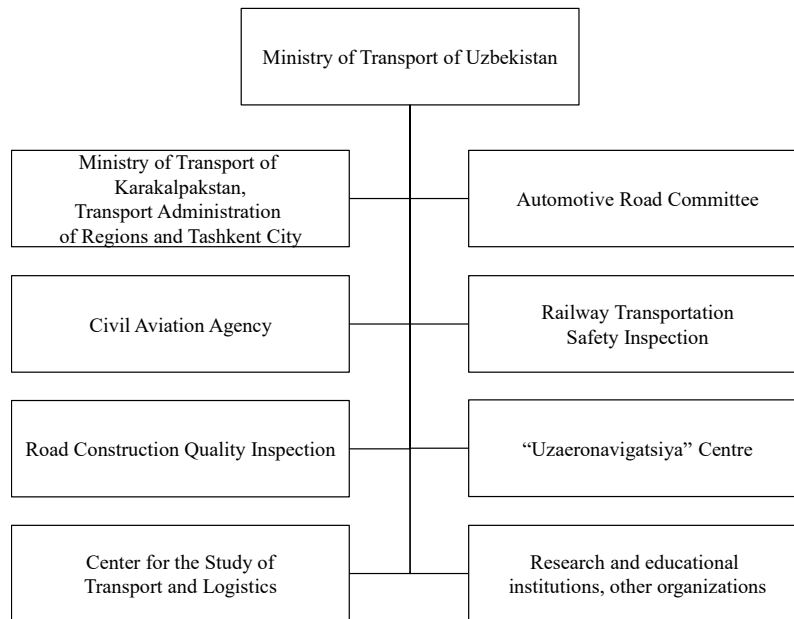 Ministry of Transport of Uzbekistan
Ministry of Transport of
Karakalpakstan,
Transport Administration
of Regions and Tashkent City
Automotive Road Committee
Civil Aviation Agency
Railway Transportation
Safety Inspection
Road Construction Quality Inspection
“Uzaeronavigatsiya” Centre
Center for the Study of
Transport and Logistics
Research and educational
institutions, other organizations